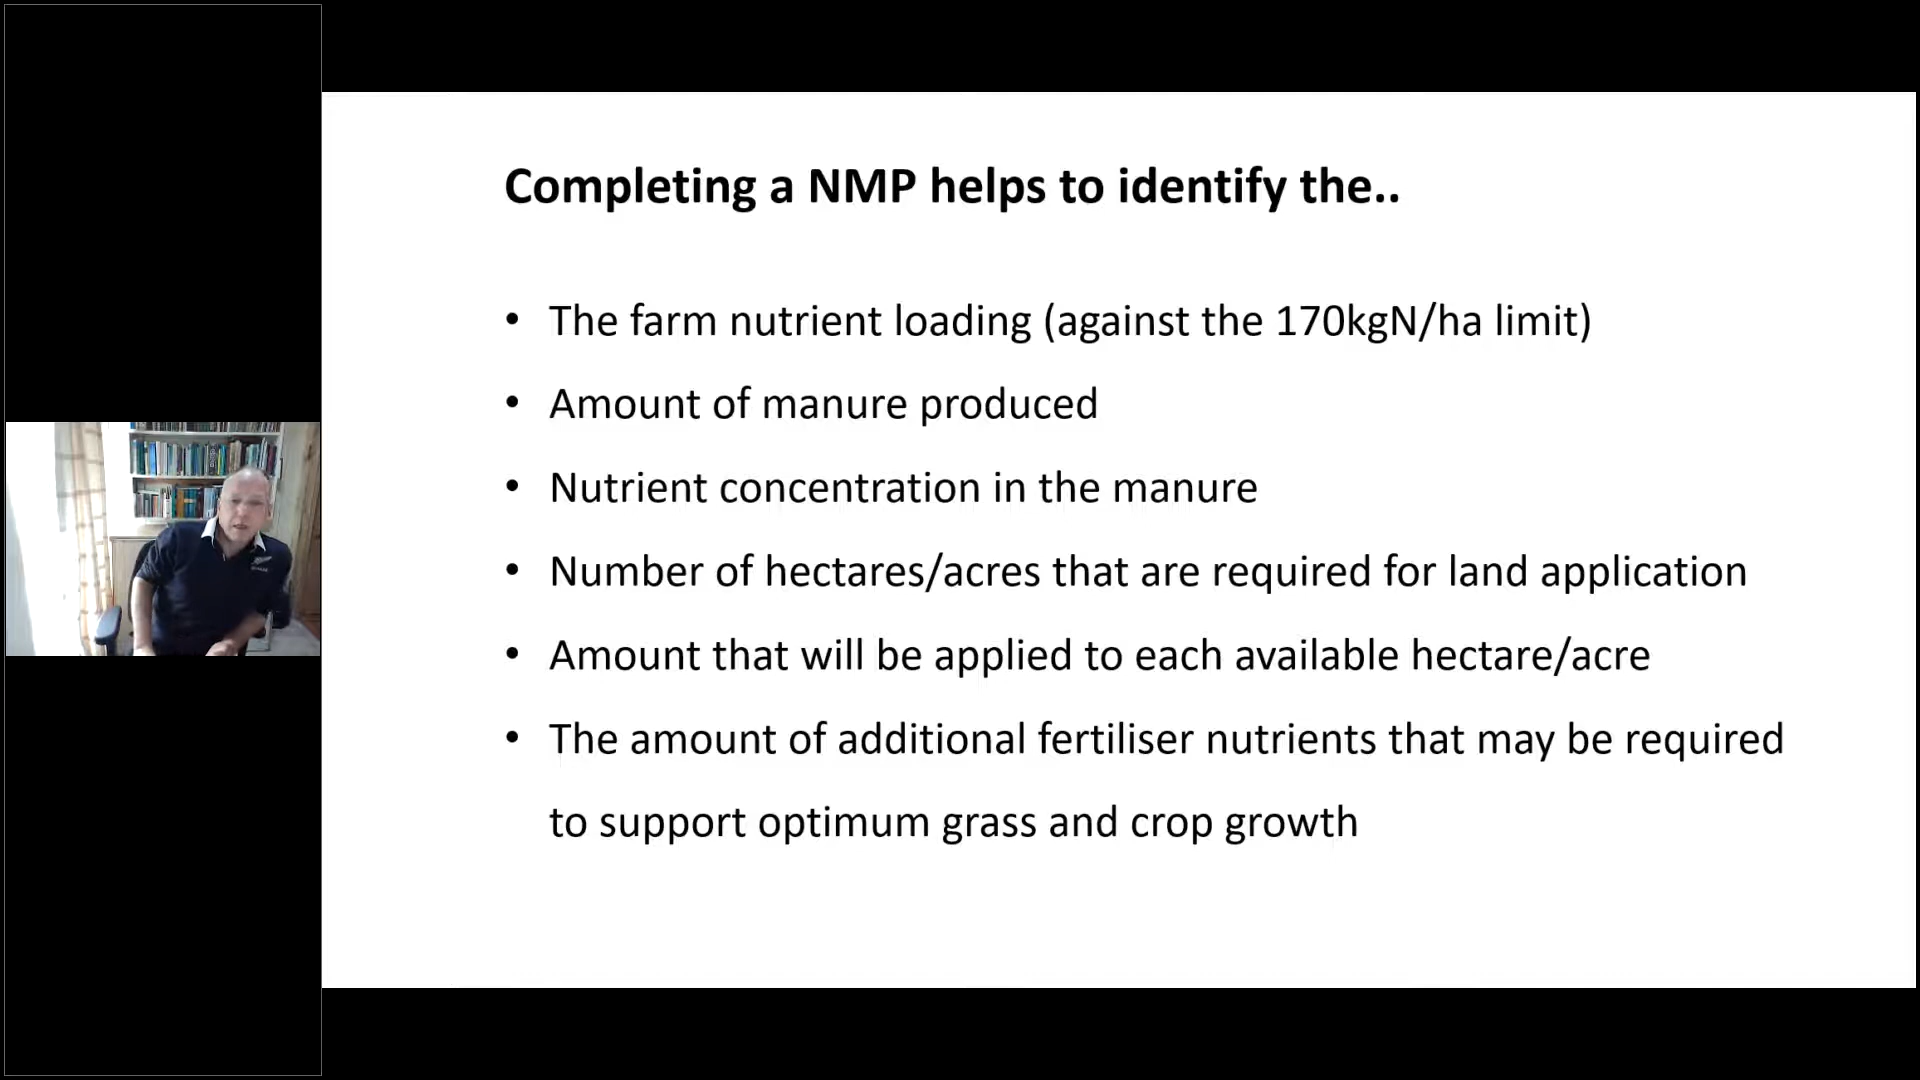 Completing a NMP helps to identify the..
• The farm nutrient loading (against the 170kgN/ha limit)
• Amount of manure produced
• Nutrient concentration in the manure
• Number of hectares/acres that are required for land application
• Amount that will be applied to each available hectare/acre
• The amount of additional fertiliser nutrients that may be required
to support optimum grass and crop growth